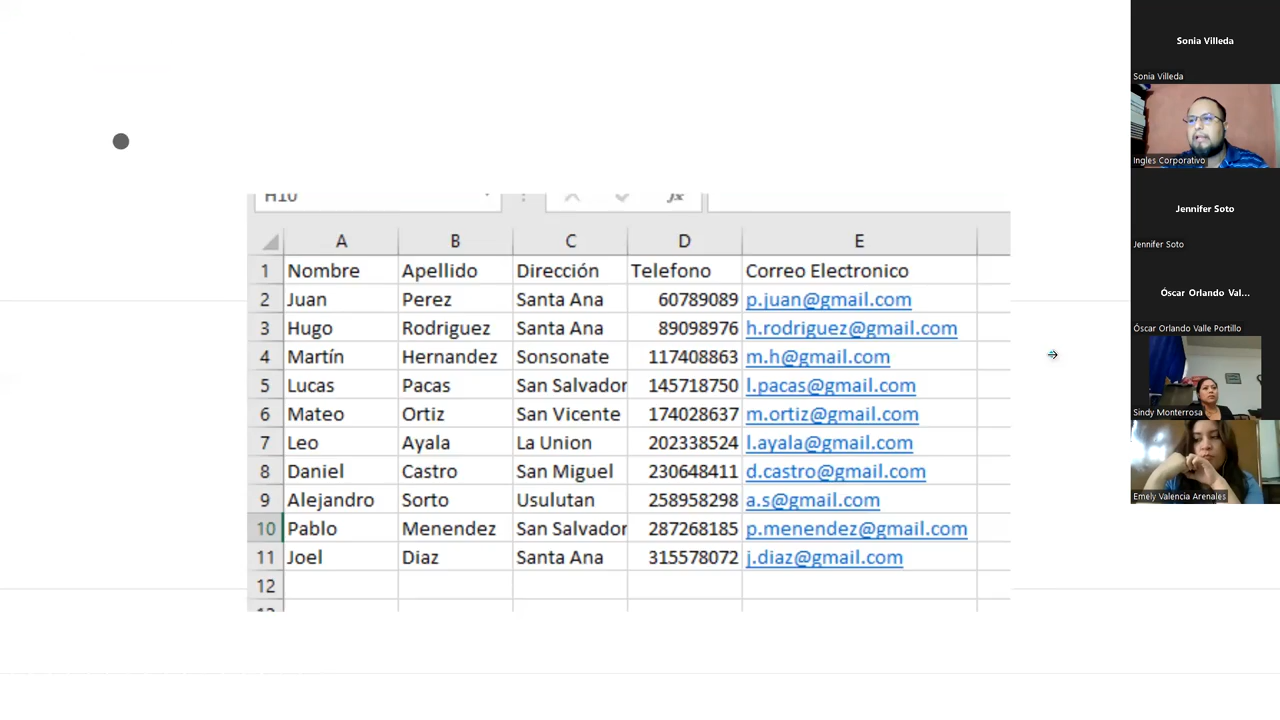 H10 fx
A B C D E
1 Nombre Apellido Dirección Telefono Correo Electronico
2 Juan Perez Santa Ana 60789089 p.juan@gmail.com
3 Hugo Rodriguez Santa Ana 89098976 h.rodriguez@gmail.com
4 Martín Hernandez Sonsonate 117408863 m.h@gmail.com
5 Lucas Pacas San Salvador 145718750 l.pacas@gmail.com
6 Mateo Ortiz San Vicente 174028637 m.ortiz@gmail.com
7 Leo Ayala La Union 202338524 l.ayala@gmail.com
8 Daniel Castro San Miguel 230648411 d.castro@gmail.com
9 Alejandro Sorto Usulutan 258958298 a.s@gmail.com
10 Pablo Menendez San Salvador 287268185 p.menendez@gmail.com
11 Joel Diaz Santa Ana 315578072 j.diaz@gmail.com
12
Sonia Villeda
Sonia Villeda
Ingles Corporativo
Jennifer Soto
Jennifer Soto
Óscar Orlando Val...
Óscar Orlando Valle Portillo
Sindy Monterrosa
Emely Valencia Arenales